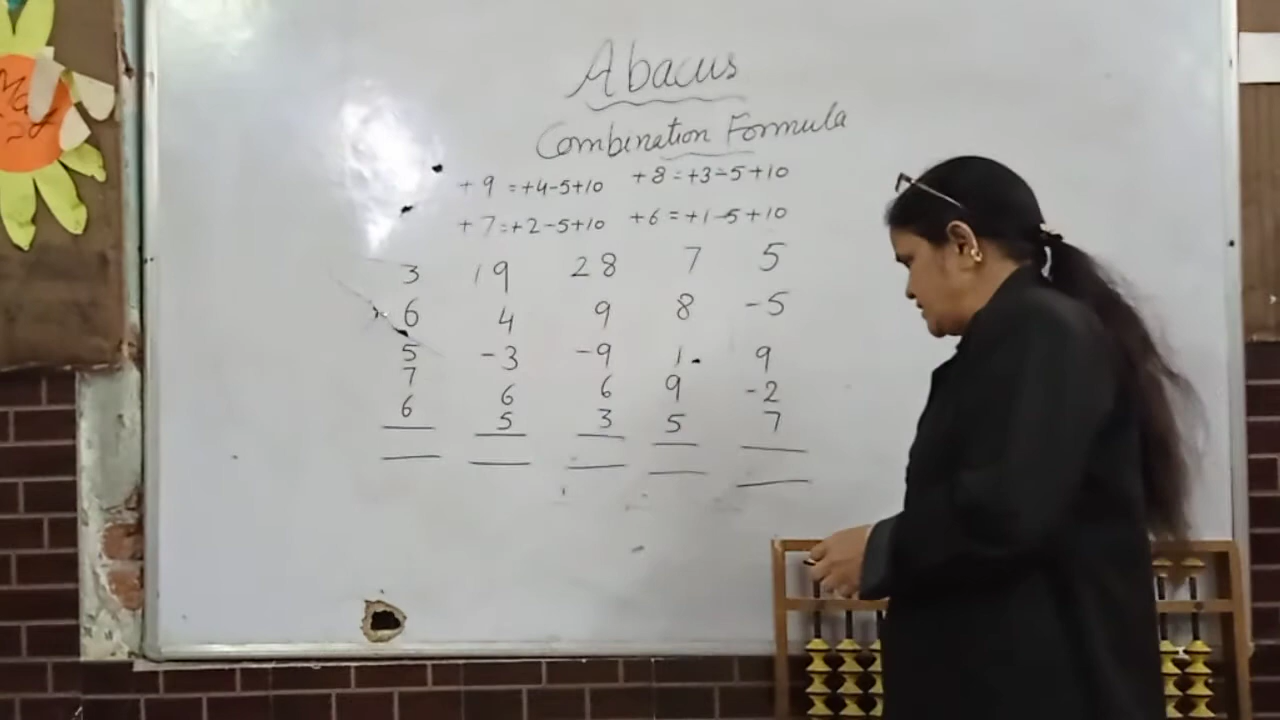 May
Abacus
Combination Formula
+9 = +4-5+10 +8 = +3-5+10
+7 = +2-5+10 +6 = +1-5+10
3 19 28 7 5
6 4 9 8 -5
5 -3 -9 1 9
7 6 6 9 -2
6 5 3 5 7